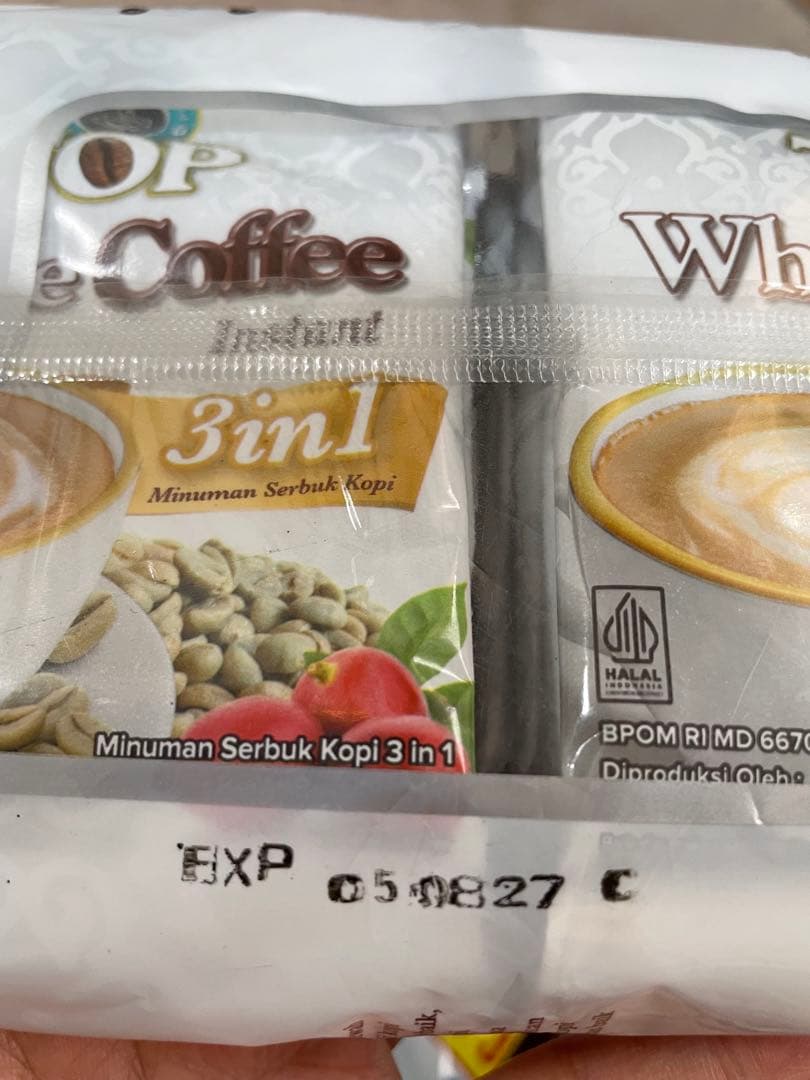 OP
e Coffee
Instant
3in1
Minuman Serbuk Kopi
Minuman Serbuk Kopi 3 in 1
Wh
HALAL
INDONESIA
BPOM RI MD 6670
Diproduksi Oleh :
EXP 050827 C